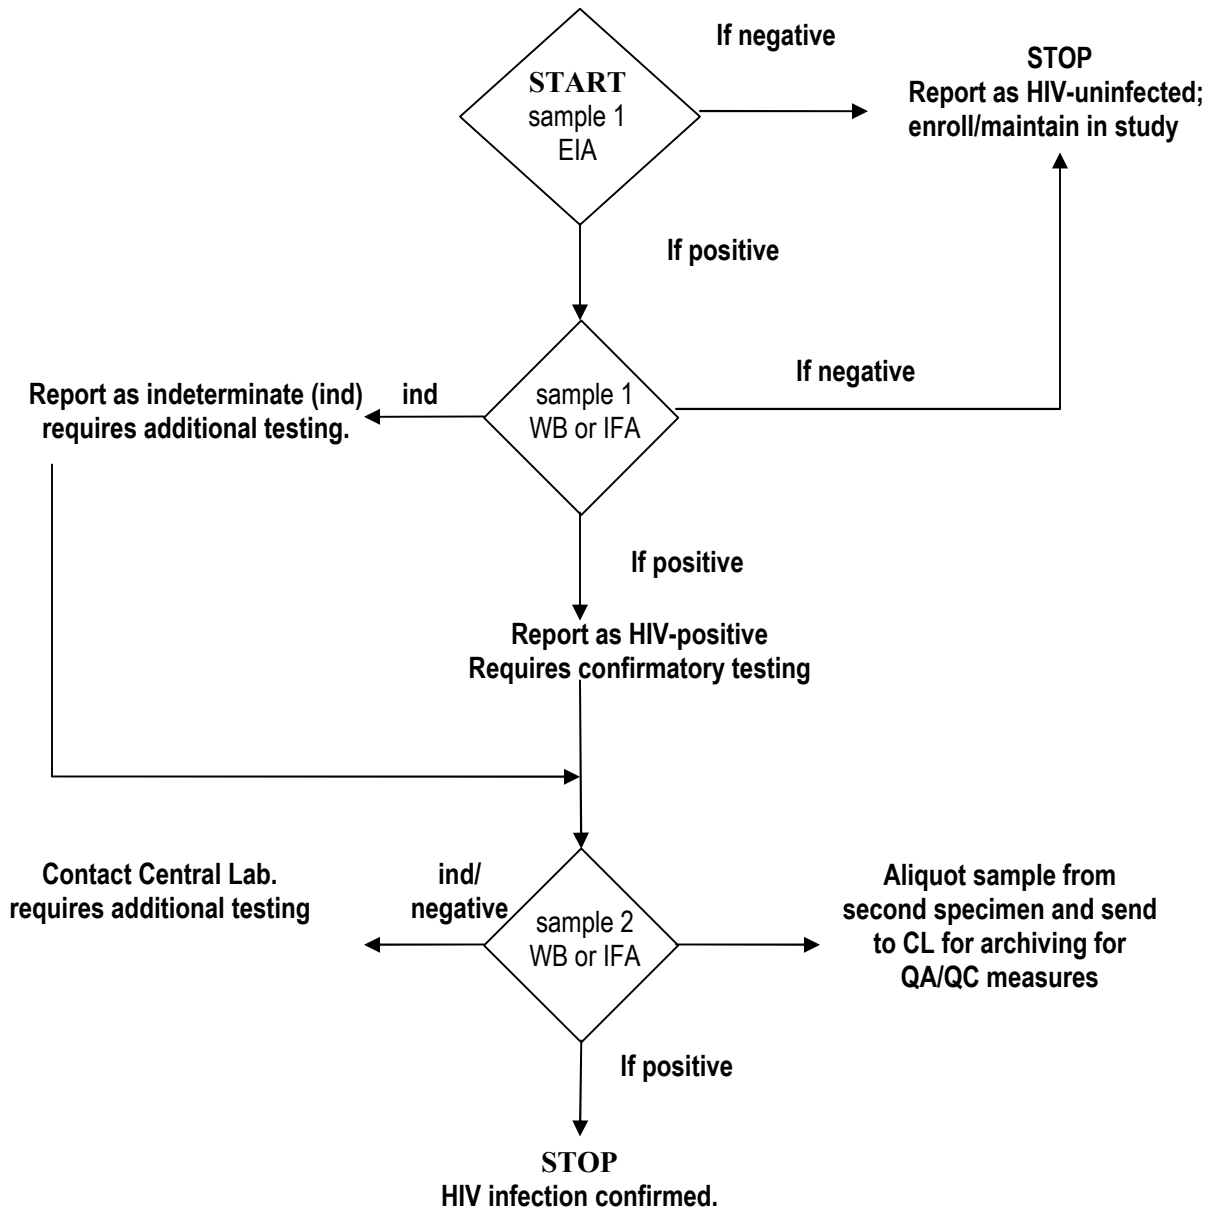 If negative
START
sample 1
EIA
STOP
Report as HIV-uninfected;
enroll/maintain in study
If positive
If negative
Report as indeterminate (ind)
requires additional testing.
ind
sample 1
WB or IFA
If positive
Report as HIV-positive
Requires confirmatory testing
Contact Central Lab.
requires additional testing
ind/
negative
sample 2
WB or IFA
Aliquot sample from
second specimen and send
to CL for archiving for
QA/QC measures
If positive
STOP
HIV infection confirmed.